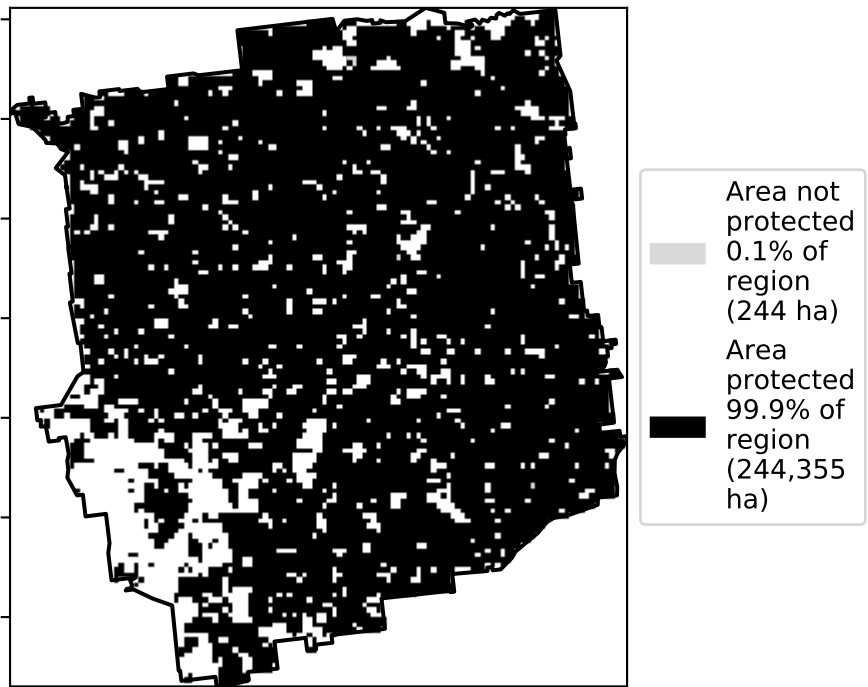 Area not
protected
0.1% of
region
(244 ha)
Area
protected
99.9% of
region
(244,355
ha)